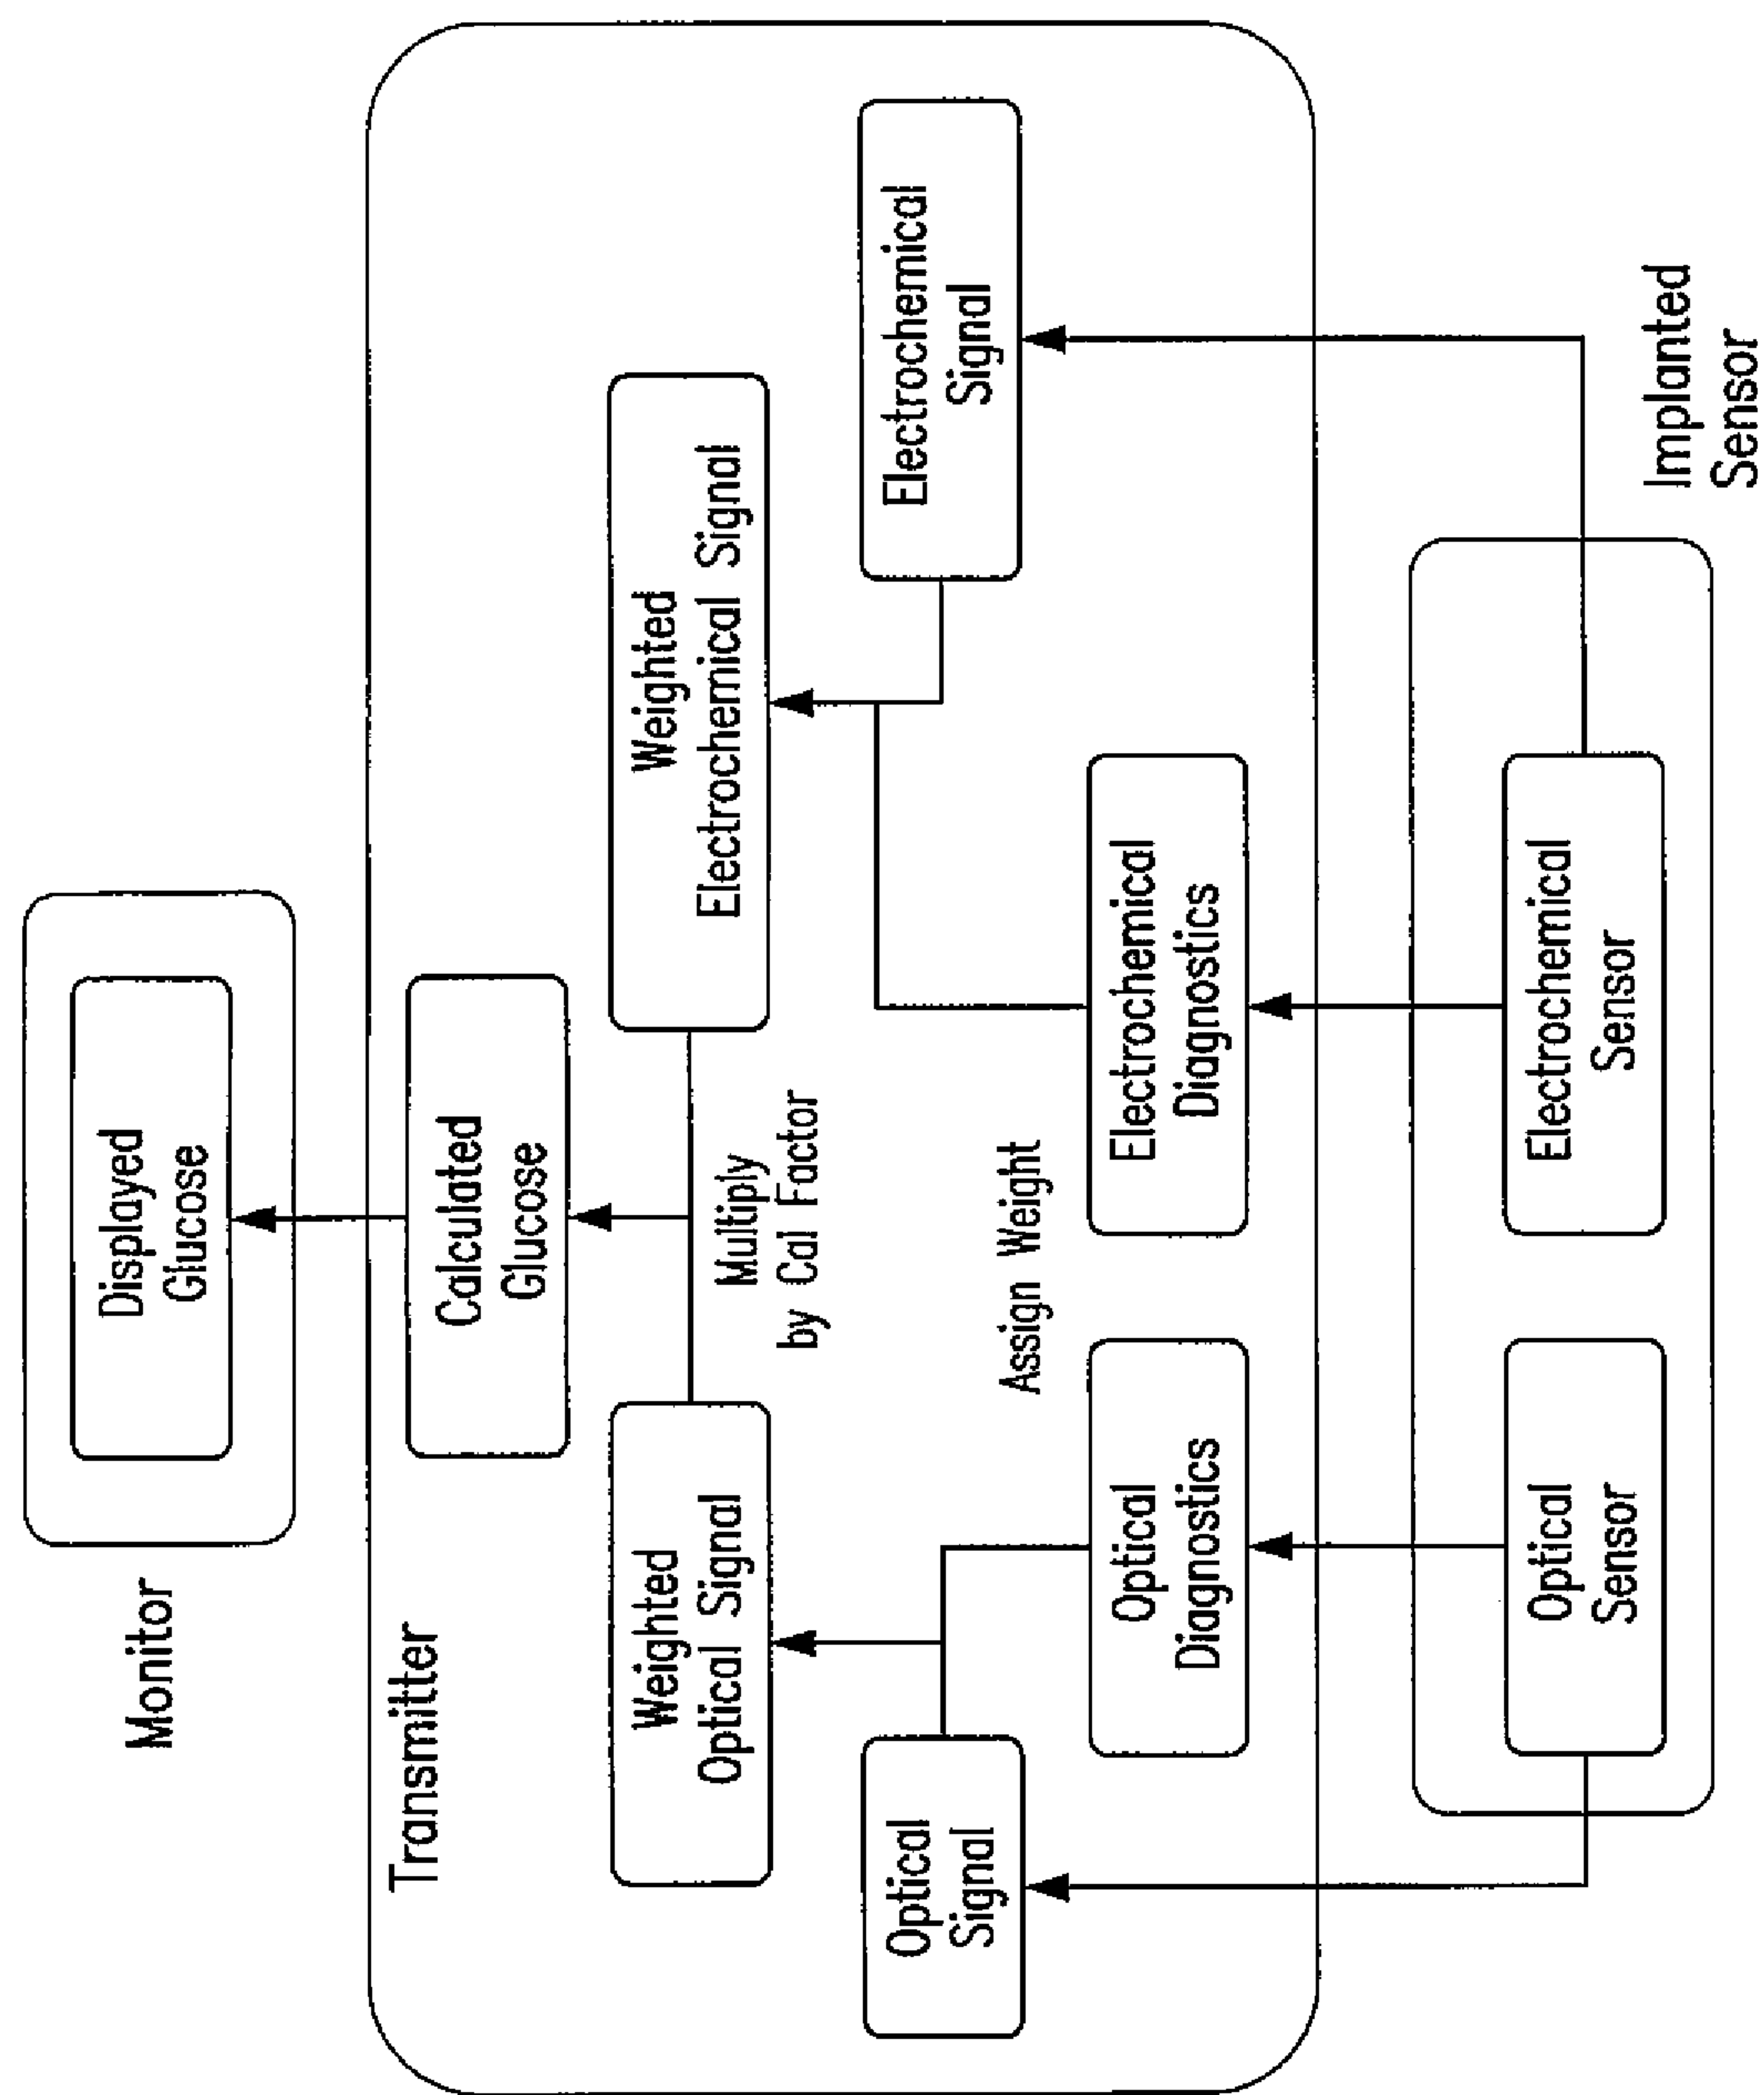 Monitor
Displayed
Glucose
Transmitter
Calculated
Glucose
Weighted
Optical Signal
Multiply
by Cal Factor
Weighted
Electrochemical Signal
Optical
Signal
Assign Weight
Electrochemical
Signal
Optical
Diagnostics
Electrochemical
Diagnostics
Optical
Sensor
Electrochemical
Sensor
Implanted
Sensor